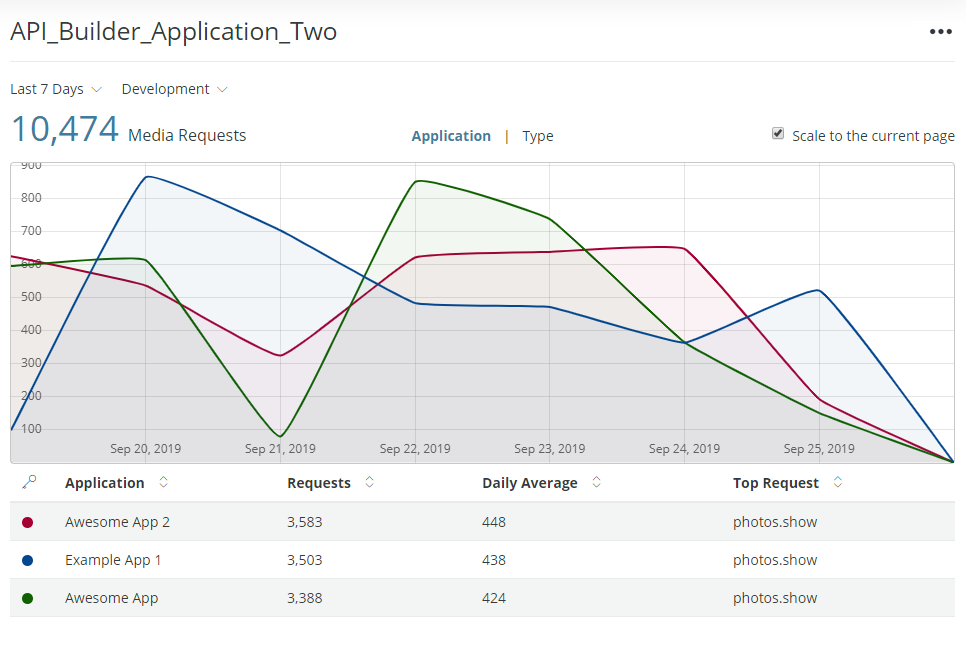 API_Builder_Application_Two
Last 7 Days Development
10,474 Media Requests Application | Type Scale to the current page
900
800
700
600
500
400
300
200
100
Sep 20, 2019 Sep 21, 2019 Sep 22, 2019 Sep 23, 2019 Sep 24, 2019 Sep 25, 2019
Application Requests Daily Average Top Request
Awesome App 2 3,583 448 photos.show
Example App 1 3,503 438 photos.show
Awesome App 3,388 424 photos.show